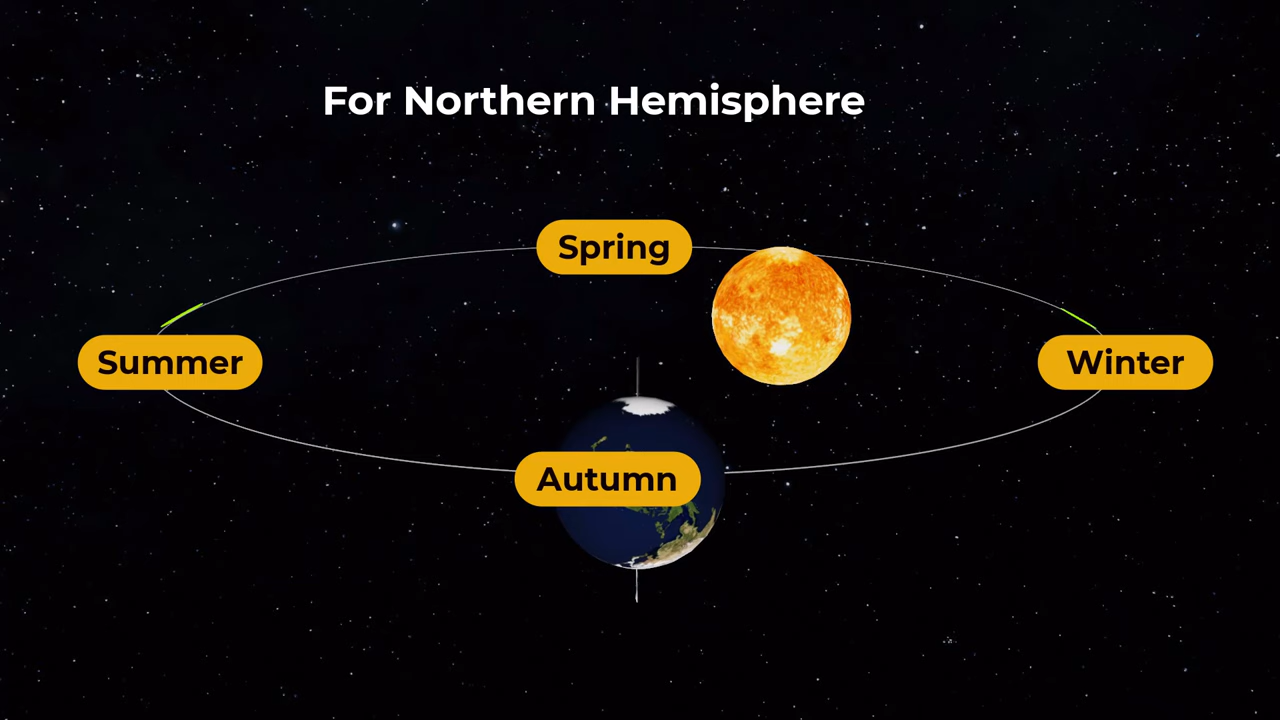 For Northern Hemisphere
Spring
Summer
Winter
Autumn